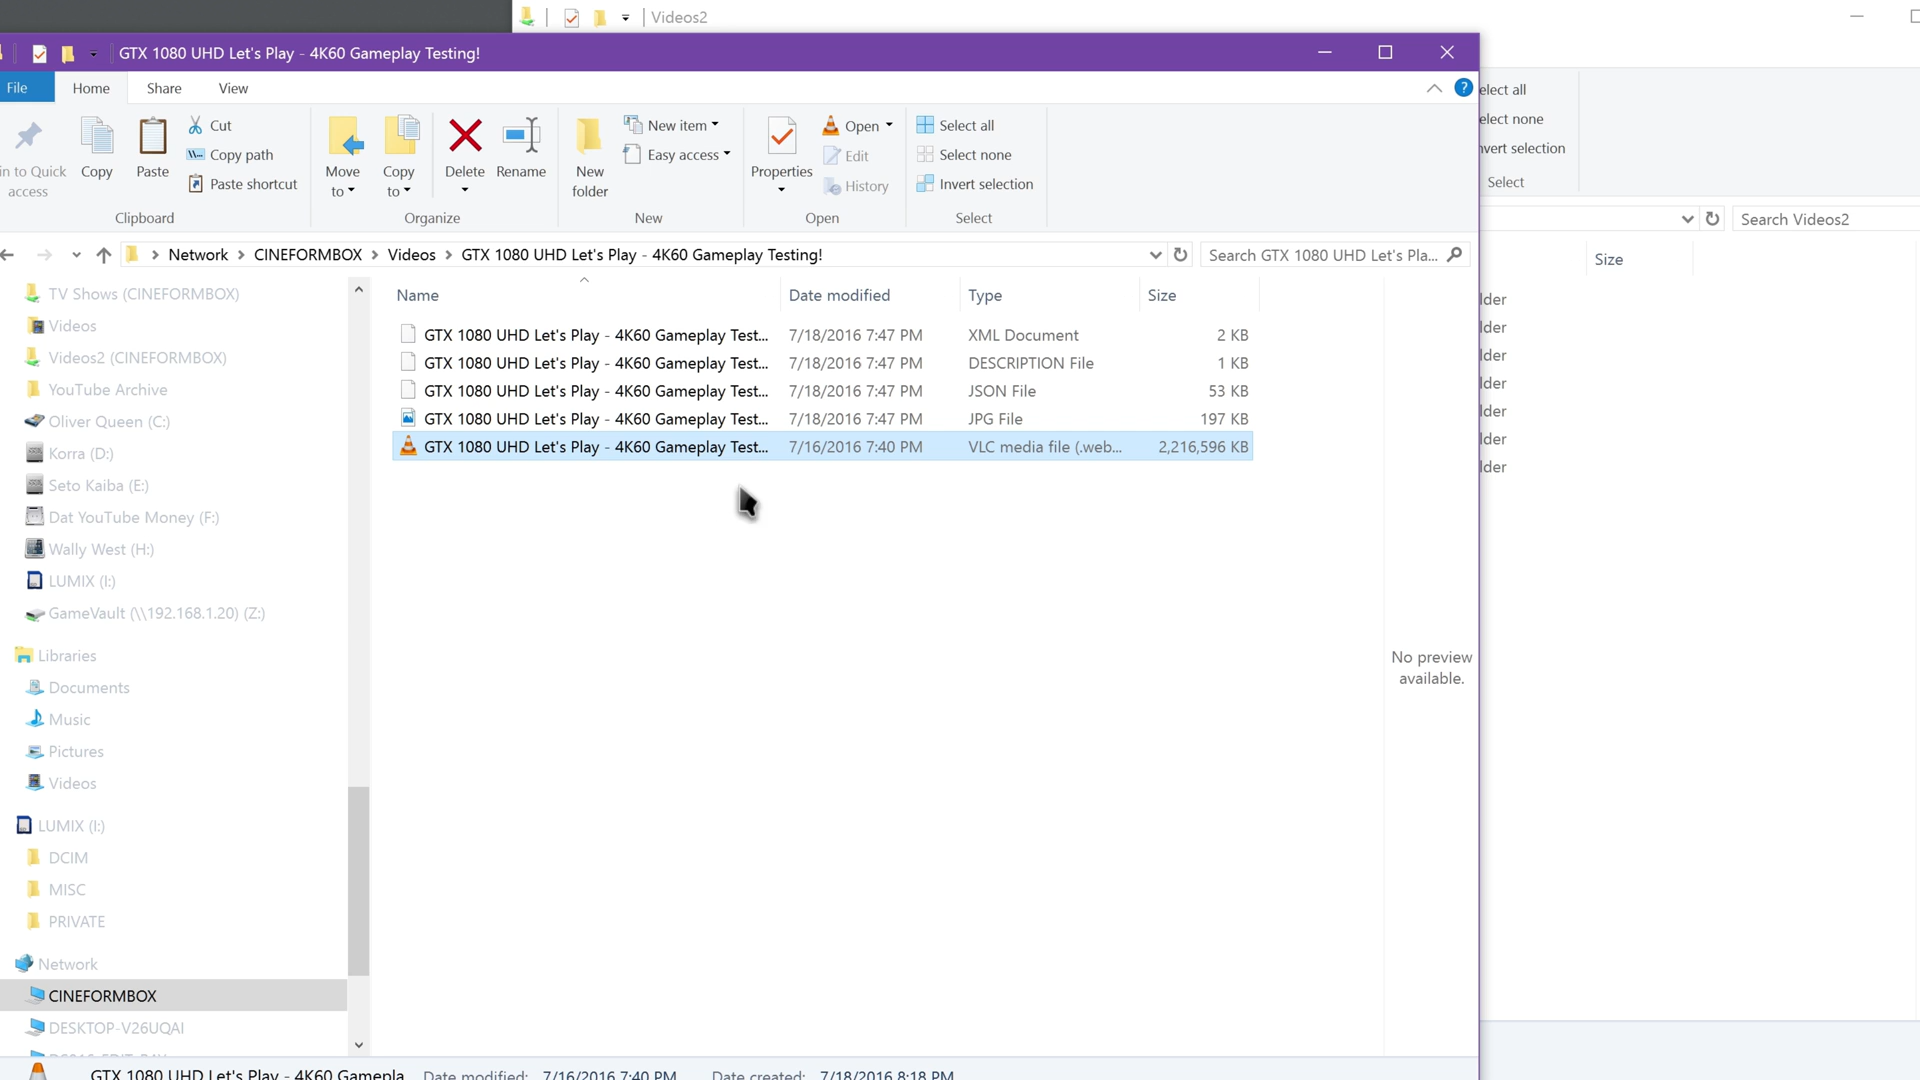 Videos2
GTX 1080 UHD Let's Play - 4K60 Gameplay Testing!
File Home Share View
in to Quick access
Copy
Paste
Cut
Copy path
Paste shortcut
Clipboard
Move to
Copy to
Delete
Rename
Organize
New folder
New item
Easy access
New
Properties
Open
Edit
History
Open
Select all
Select none
Invert selection
Select
elect all
elect none
nvert selection
Select
Network > CINEFORMBOX > Videos > GTX 1080 UHD Let's Play - 4K60 Gameplay Testing!
Search GTX 1080 UHD Let's Pla...
Search Videos2
Size
TV Shows (CINEFORMBOX)
Videos
Videos2 (CINEFORMBOX)
YouTube Archive
Oliver Queen (C:)
Korra (D:)
Seto Kaiba (E:)
Dat YouTube Money (F:)
Wally West (H:)
LUMIX (I:)
GameVault (\\192.168.1.20) (Z:)
Libraries
Documents
Music
Pictures
Videos
LUMIX (I:)
DCIM
MISC
PRIVATE
Network
CINEFORMBOX
DESKTOP-V26UQAI
Name Date modified Type Size
GTX 1080 UHD Let's Play - 4K60 Gameplay Test... 7/18/2016 7:47 PM XML Document 2 KB
GTX 1080 UHD Let's Play - 4K60 Gameplay Test... 7/18/2016 7:47 PM DESCRIPTION File 1 KB
GTX 1080 UHD Let's Play - 4K60 Gameplay Test... 7/18/2016 7:47 PM JSON File 53 KB
GTX 1080 UHD Let's Play - 4K60 Gameplay Test... 7/18/2016 7:47 PM JPG File 197 KB
GTX 1080 UHD Let's Play - 4K60 Gameplay Test... 7/16/2016 7:40 PM VLC media file (.web... 2,216,596 KB
No preview
available.
lder
lder
lder
lder
lder
lder
lder
GTX 1080 UHD Let's Play - 4K60 Gamepla Date modified: 7/16/2016 7:40 PM Date created: 7/18/2016 8:18 PM